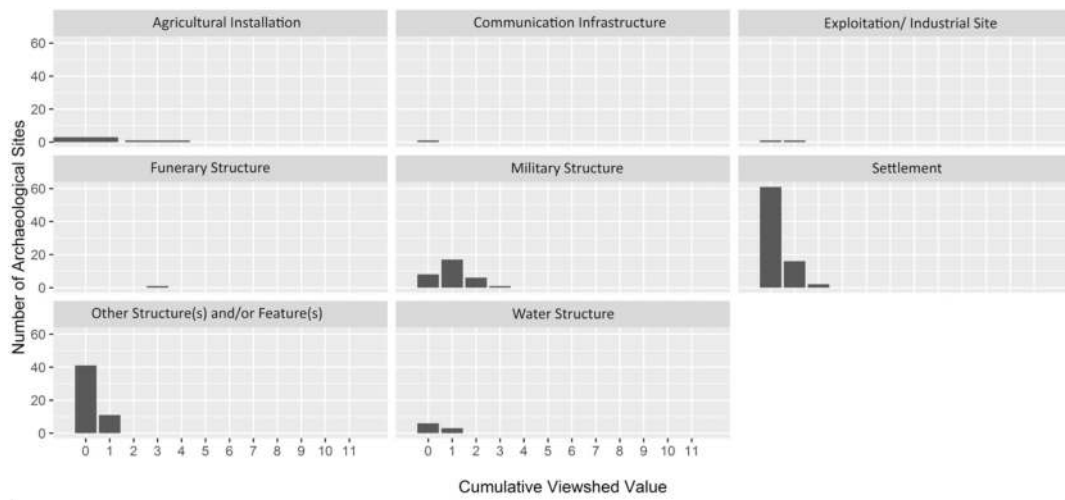 Agricultural Installation
Communication Infrastructure
Exploitation/ Industrial Site
60
40
20
0
Funerary Structure
Military Structure
Settlement
60
40
20
0
Other Structure(s) and/or Feature(s)
Water Structure
60
40
20
0
0 1 2 3 4 5 6 7 8 9 10 11
0 1 2 3 4 5 6 7 8 9 10 11
Number of Archaeological Sites
Cumulative Viewshed Value